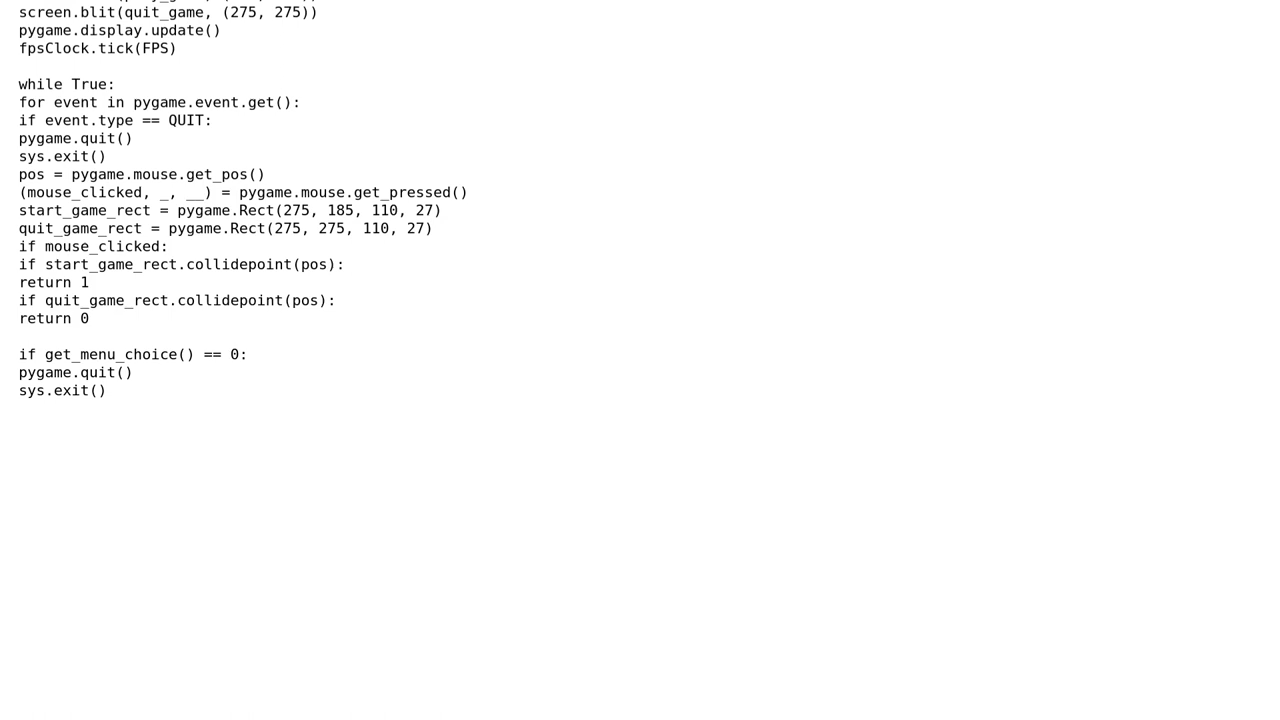 screen.blit(quit_game, (275, 275))
pygame.display.update()
fpsClock.tick(FPS)

while True:
for event in pygame.event.get():
if event.type == QUIT:
pygame.quit()
sys.exit()
pos = pygame.mouse.get_pos()
(mouse_clicked, _, __) = pygame.mouse.get_pressed()
start_game_rect = pygame.Rect(275, 185, 110, 27)
quit_game_rect = pygame.Rect(275, 275, 110, 27)
if mouse_clicked:
if start_game_rect.collidepoint(pos):
return 1
if quit_game_rect.collidepoint(pos):
return 0

if get_menu_choice() == 0:
pygame.quit()
sys.exit()